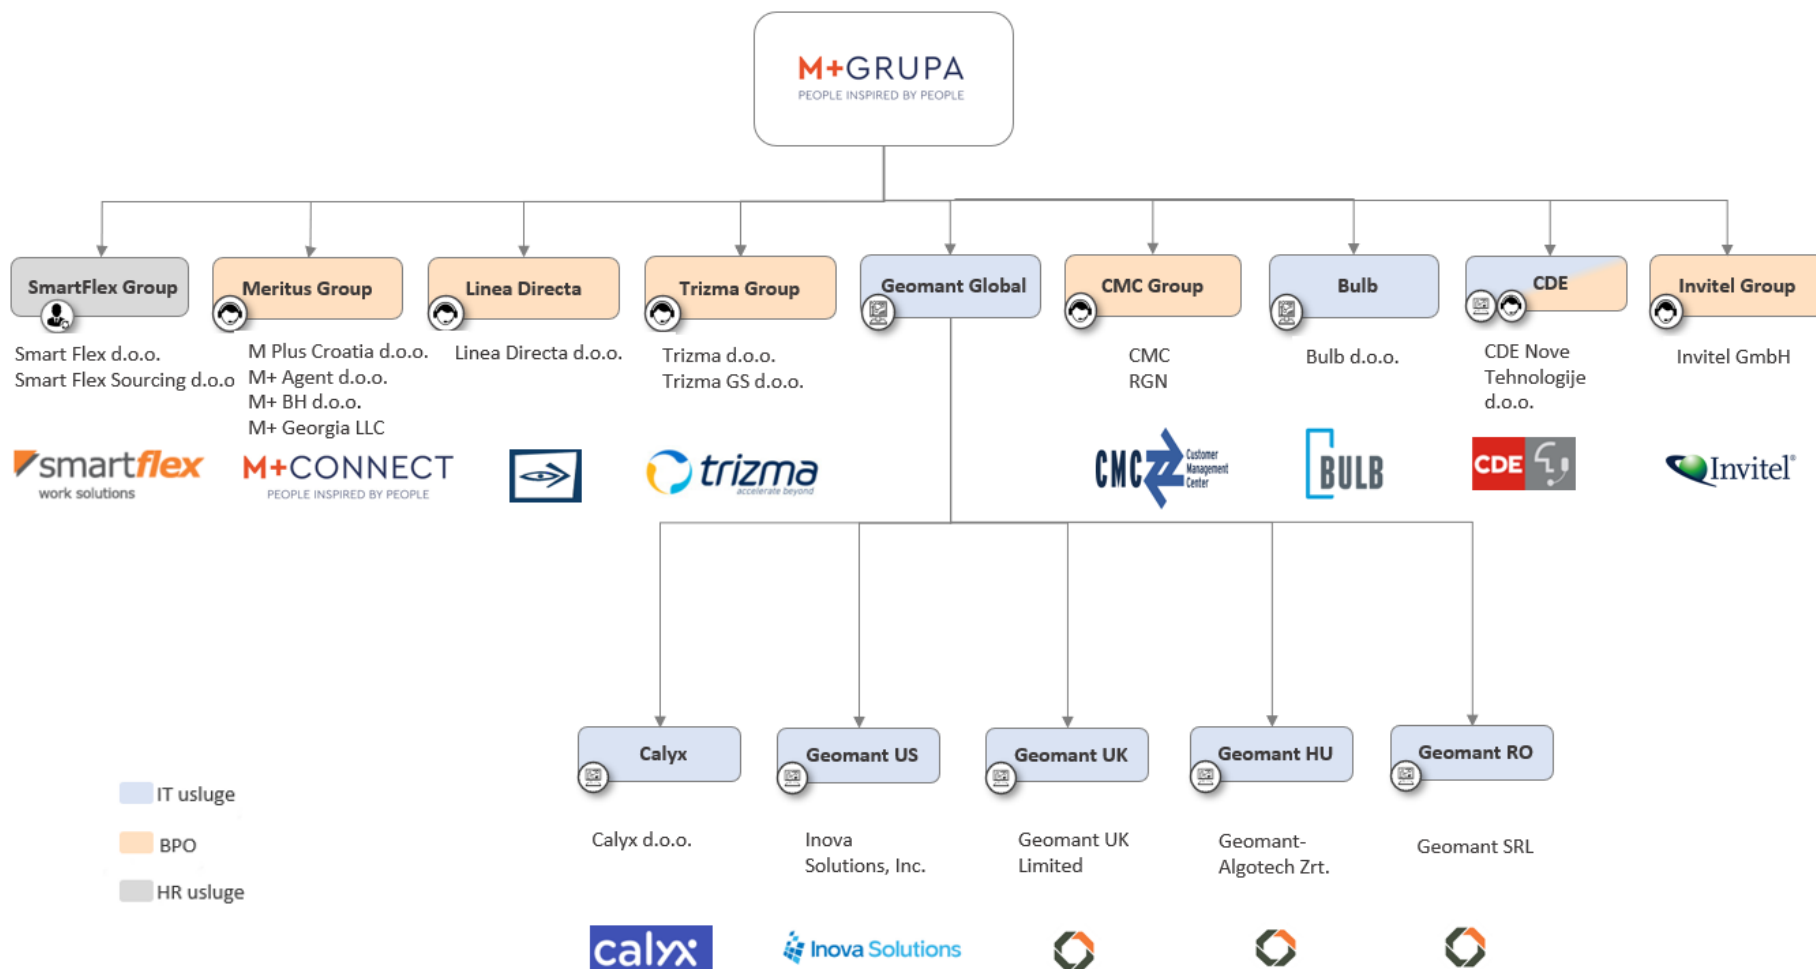 M+GRUPA
PEOPLE INSPIRED BY PEOPLE
SmartFlex Group
Meritus Group
Linea Directa
Trizma Group
Geomant Global
CMC Group
Bulb
CDE
Invitel Group
Smart Flex d.o.o.
Smart Flex Sourcing d.o.o
M Plus Croatia d.o.o.
M+ Agent d.o.o.
M+ BH d.o.o.
M+ Georgia LLC
Linea Directa d.o.o.
Trizma d.o.o.
Trizma GS d.o.o.
CMC
RGN
Bulb d.o.o.
CDE Nove
Tehnologije
d.o.o.
Invitel GmbH
smartflex
work solutions
M+CONNECT
PEOPLE INSPIRED BY PEOPLE
trizma
accelerate beyond
CMC
Customer
Management
Center
BULB
CDE
Invitel®
Calyx
Geomant US
Geomant UK
Geomant HU
Geomant RO
IT usluge
BPO
HR usluge
Calyx d.o.o.
Inova
Solutions, Inc.
Geomant UK
Limited
Geomant-
Algotech Zrt.
Geomant SRL
calyx
Inova Solutions